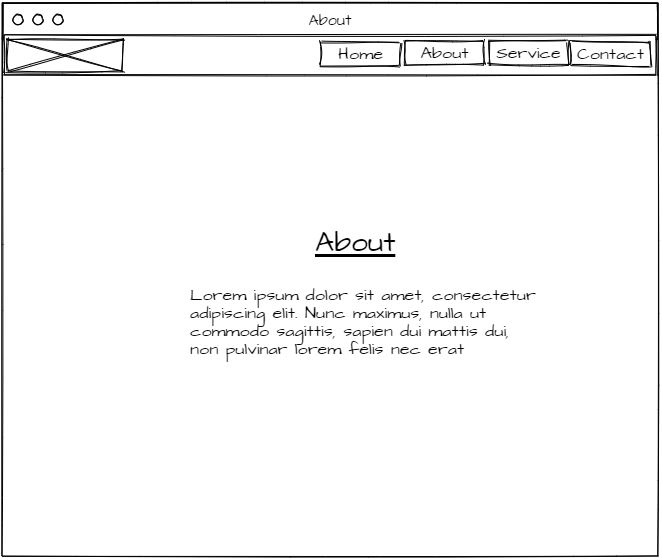 About
Home About Service Contact
About
Lorem ipsum dolor sit amet, consectetur
adipiscing elit. Nunc maximus, nulla ut
commodo sagittis, sapien dui mattis dui,
non pulvinar lorem felis nec erat